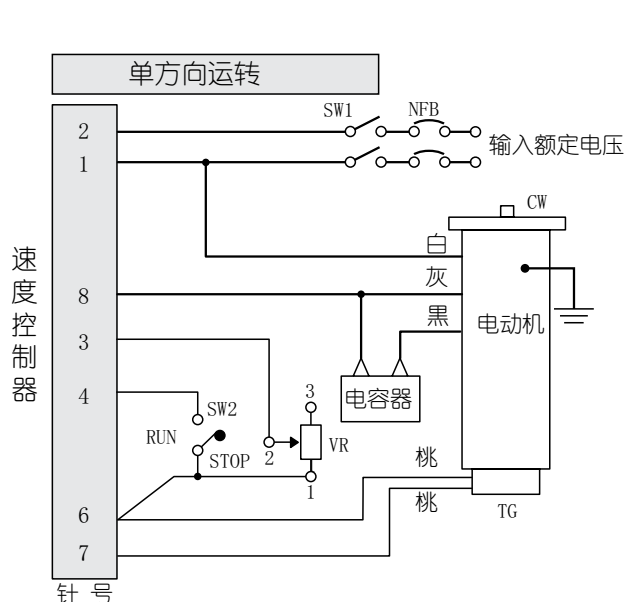 单方向运转
SW1
NFB
2
输入额定电压
1
CW
白
灰
8
黑
电动机
3
速度控制器
4
3
电容器
SW2
RUN
STOP
2
VR
1
桃
桃
6
TG
7
针 号